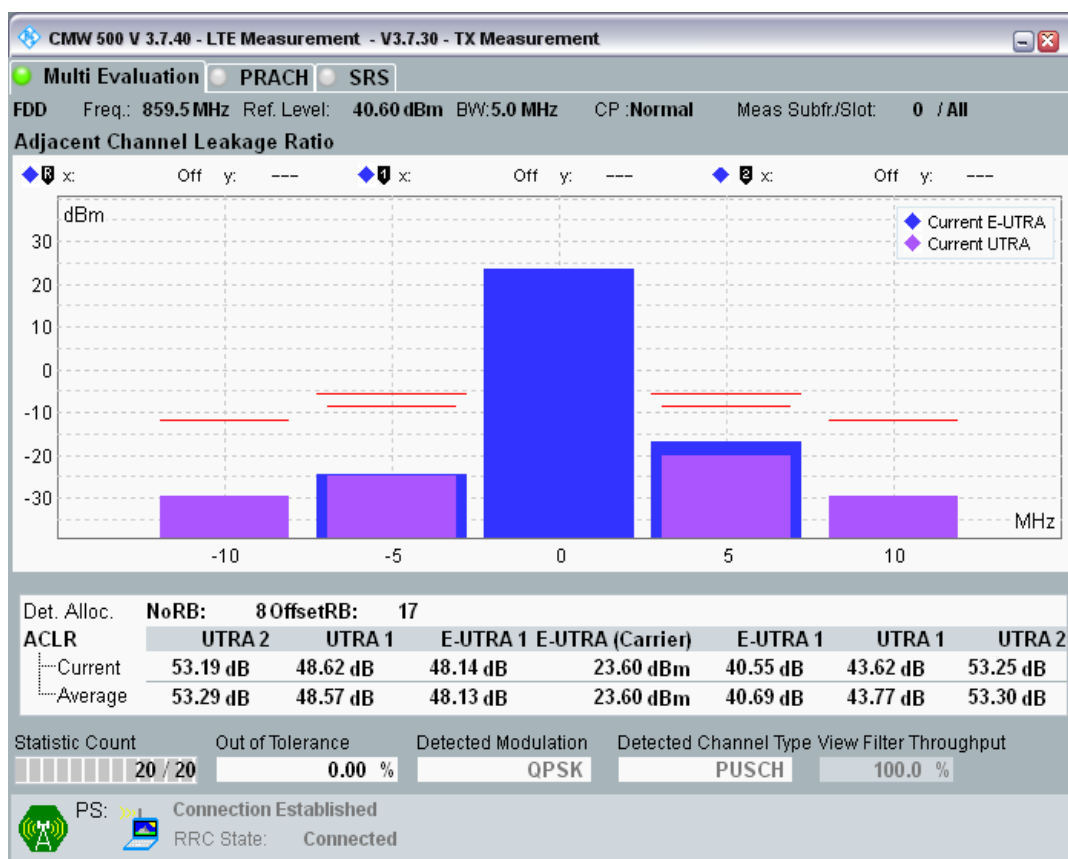 CMW 500 V 3.7.40 - LTE Measurement - V3.7.30 - TX Measurement
Multi Evaluation PRACH SRS
FDD Freq.: 859.5 MHz Ref. Level: 40.60 dBm BW:5.0 MHz CP :Normal Meas Subfr./Slot: 0 / All
Adjacent Channel Leakage Ratio
R x: Off y: --- 1 x: Off y: --- 2 x: Off y: ---
dBm
Current E-UTRA
Current UTRA
30
20
10
0
-10
-20
-30
MHz
-10 -5 0 5 10
Det. Alloc. NoRB: 8 OffsetRB: 17
ACLR UTRA 2 UTRA 1 E-UTRA 1 E-UTRA (Carrier) E-UTRA 1 UTRA 1 UTRA 2
Current 53.19 dB 48.62 dB 48.14 dB 23.60 dBm 40.55 dB 43.62 dB 53.25 dB
Average 53.29 dB 48.57 dB 48.13 dB 23.60 dBm 40.69 dB 43.77 dB 53.30 dB
Statistic Count Out of Tolerance Detected Modulation Detected Channel Type View Filter Throughput
20 / 20 0.00 % QPSK PUSCH 100.0 %
PS: Connection Established
RRC State: Connected